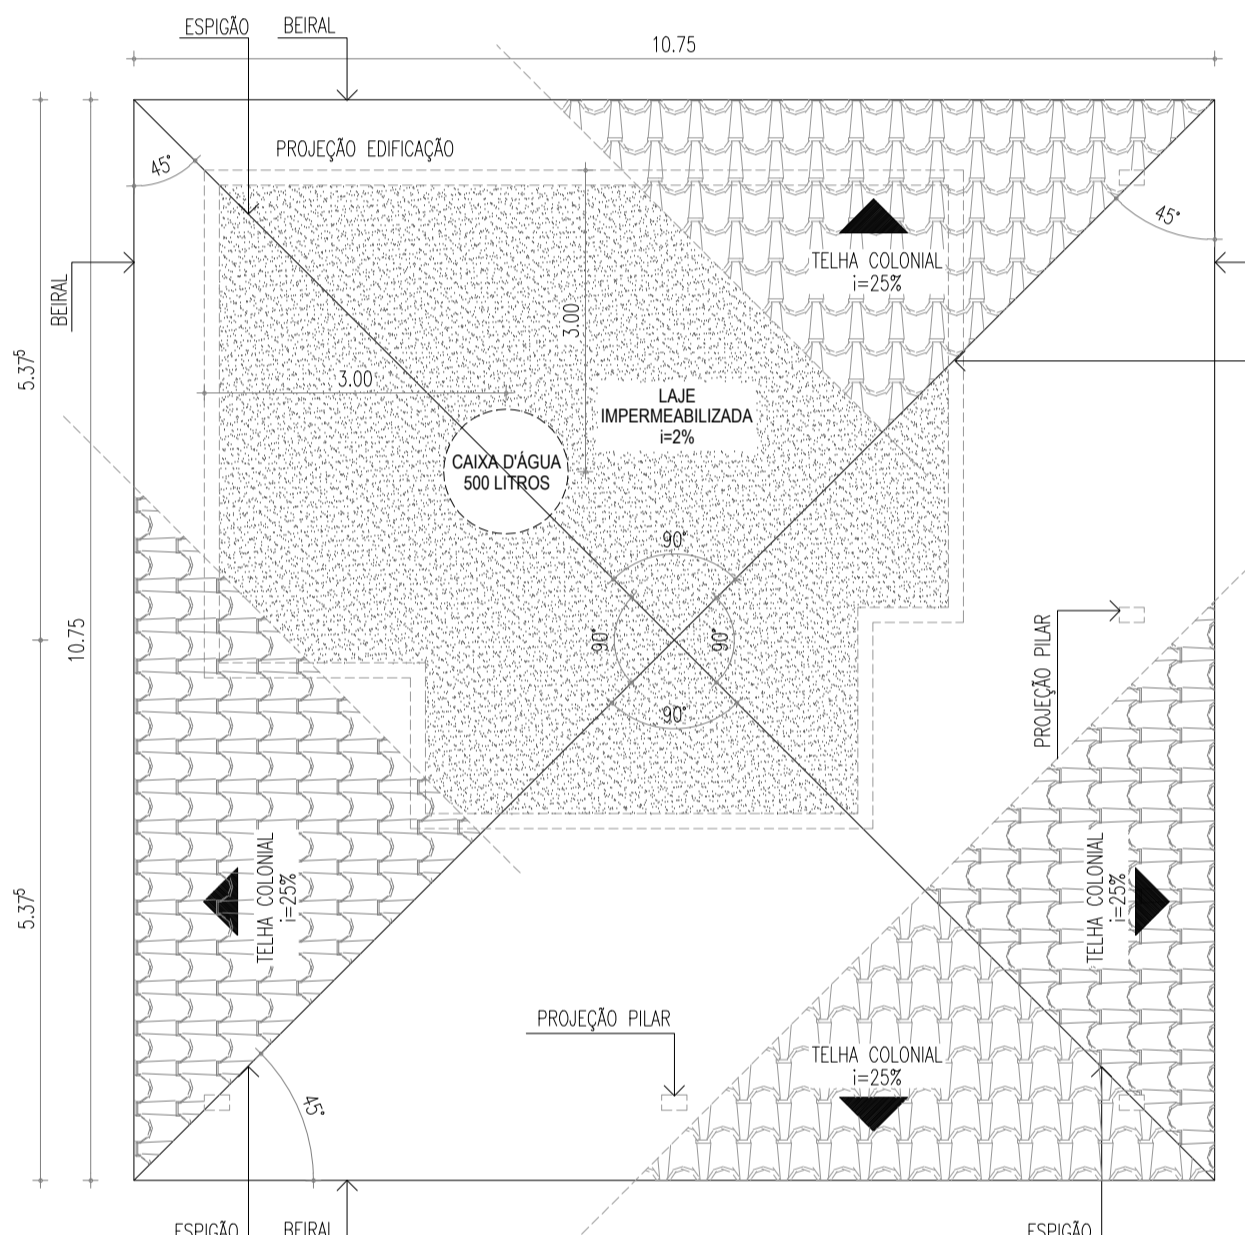 ESPIGÃO
BEIRAL
10.75
PROJEÇÃO EDIFICAÇÃO
45°
45°
TELHA COLONIAL
i=25%
BEIRAL
3.00
5.37⁵
3.00
LAJE
IMPERMEABILIZADA
i=2%
CAIXA D'ÁGUA
500 LITROS
90°
90°
90°
90°
10.75
PROJEÇÃO PILAR
5.37⁵
TELHA COLONIAL
i=25%
TELHA COLONIAL
i=25%
PROJEÇÃO PILAR
TELHA COLONIAL
i=25%
45°
ESPIGÃO
BEIRAL
ESPIGÃO